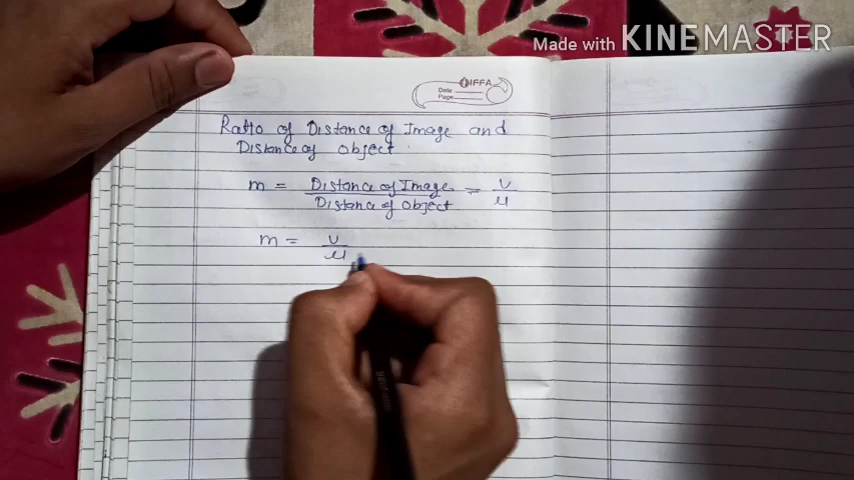 Made with KINEMASTER
Date
Page
Ratio of Distance of Image and
Distance of object.
m = Distance of Image / Distance of Object = v / u
m = v / u